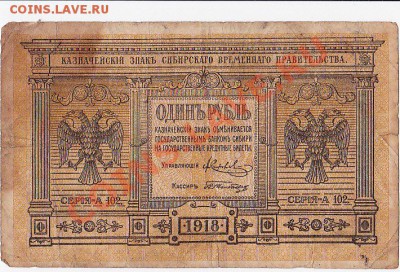 COINS.LAVE.RU
КАЗНАЧЕЙСКІЙ ЗНАКЪ СИБИРСКАГО ВРЕМЕННАГО ПРАВИТЕЛЬСТВА.
ОДИНЪ РУБЛЬ
КАЗНАЧЕЙСКІЙ ЗНАКЪ ОБМѢНИВАЕТСЯ
ГОСУДАРСТВЕННЫМЪ БАНКОМЪ СИБИРИ
НА ГОСУДАРСТВЕННЫЕ КРЕДИТНЫЕ БИЛЕТЫ.
Управляющій
Кассиръ
СЕРІЯ-А 102
СЕРІЯ-А 102
1918